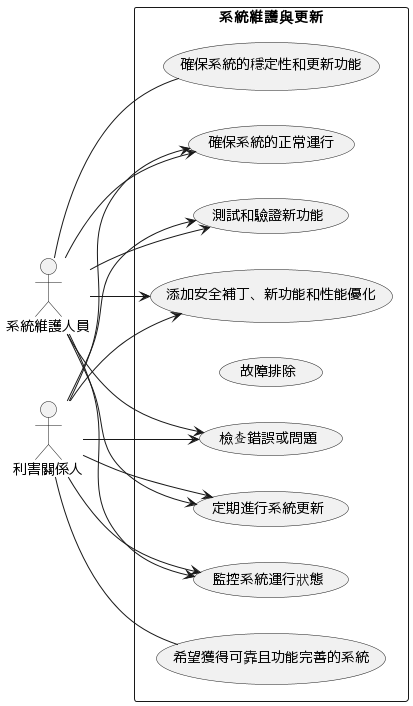 系統維護與更新
確保系統的穩定性和更新功能
確保系統的正常運行
測試和驗證新功能
添加安全補丁、新功能和性能優化
系統維護人員
故障排除
檢查錯誤或問題
利害關係人
定期進行系統更新
監控系統運行狀態
希望獲得可靠且功能完善的系統